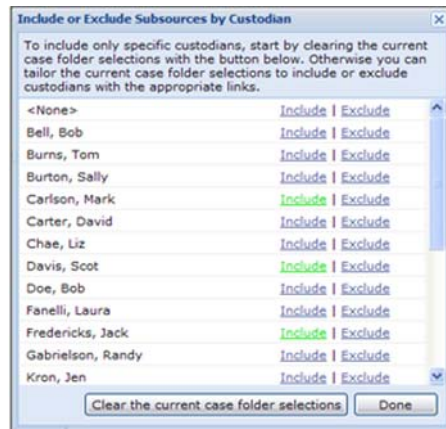 Include or Exclude Subsources by Custodian
To include only specific custodians, start by clearing the current
case folder selections with the button below. Otherwise you can
tailor the current case folder selections to include or exclude
custodians with the appropriate links.
<None> Include | Exclude
Bell, Bob Include | Exclude
Burns, Tom Include | Exclude
Burton, Sally Include | Exclude
Carlson, Mark Include | Exclude
Carter, David Include | Exclude
Chae, Liz Include | Exclude
Davis, Scot Include | Exclude
Doe, Bob Include | Exclude
Fanelli, Laura Include | Exclude
Fredericks, Jack Include | Exclude
Gabrielson, Randy Include | Exclude
Kron, Jen Include | Exclude
Clear the current case folder selections Done